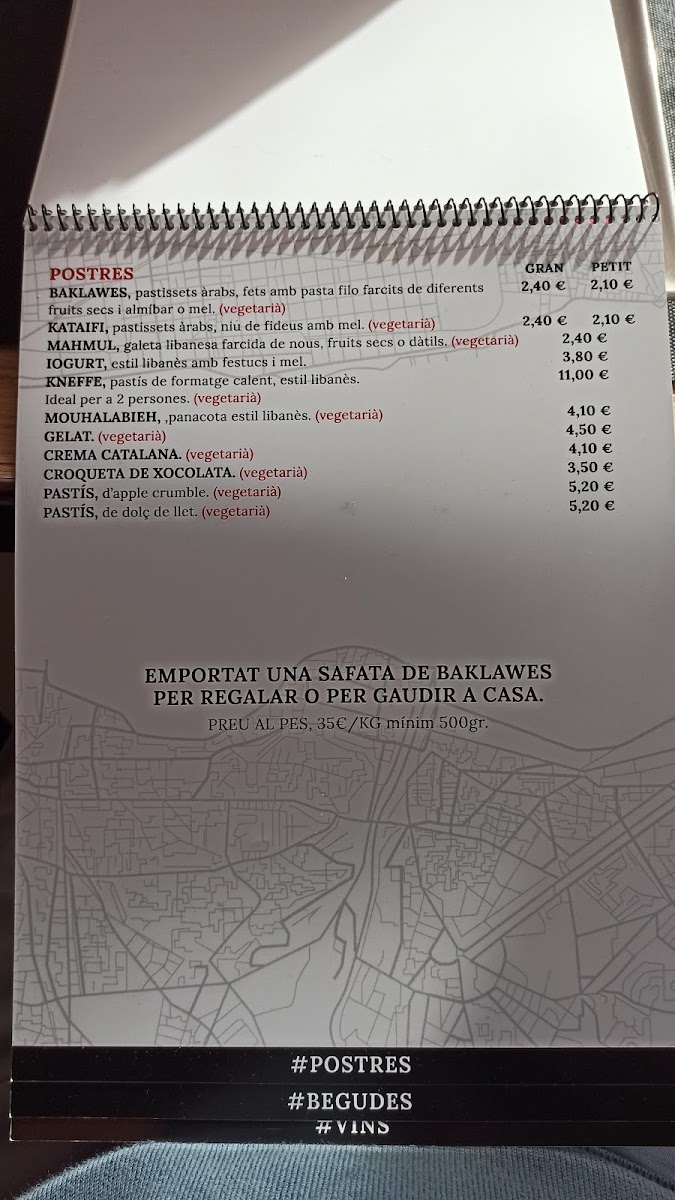 POSTRES GRAN PETIT
BAKLAWES, pastissets àrabs, fets amb pasta filo farcits de diferents 2,40 € 2,10 €
fruits secs i almíbar o mel. (vegetarià)
KATAIFI, pastissets àrabs, niu de fideus amb mel. (vegetarià) 2,40 € 2,10 €
MAHMUL, galeta libanesa farcida de nous, fruits secs o dàtils. (vegetárià) 2,40 €
IOGURT, estil libanès amb festucs i mel. 3,80 €
KNEFFE, pastís de formatge calent, estil libanès. 11,00 €
Ideal per a 2 persones. (vegetarià)
MOUHALABIEH, ,panacota estil libanès. (vegetarià) 4,10 €
GELAT. (vegetarià) 4,50 €
CREMA CATALANA. (vegetarià) 4,10 €
CROQUETA DE XOCOLATA. (vegetarià) 3,50 €
PASTÍS, d'apple crumble. (vegetarià) 5,20 €
PASTÍS, de dolç de llet. (vegetarià) 5,20 €
EMPORTAT UNA SAFATA DE BAKLAWES
PER REGALAR O PER GAUDIR A CASA.
PREU AL PES, 35€/KG mínim 500gr.
#POSTRES
#BEGUDES
#VINS